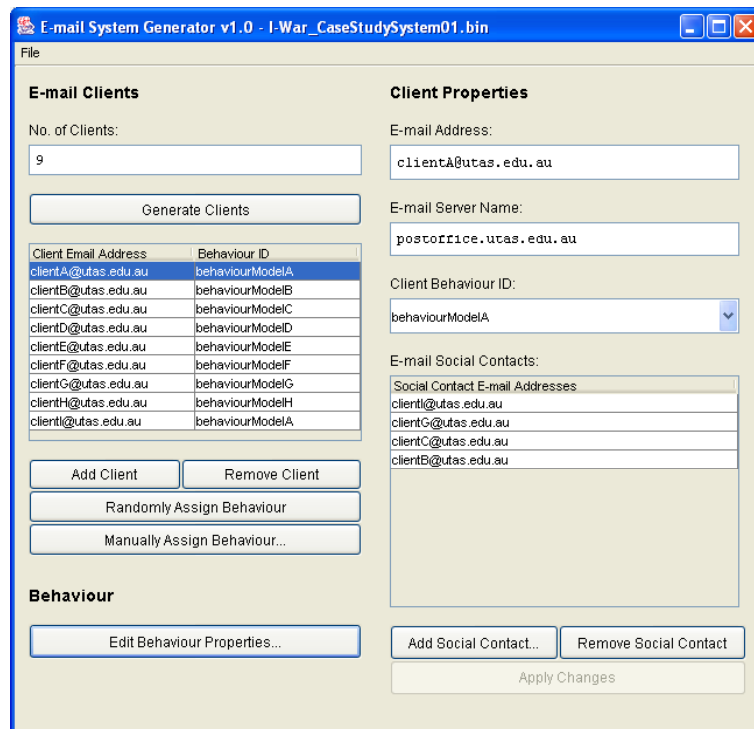 E-mail System Generator v1.0 - I-War_CaseStudySystem01.bin
File
E-mail Clients
No. of Clients:
9
Generate Clients
Client Email Address Behaviour ID
clientA@utas.edu.au behaviourModelA
clientB@utas.edu.au behaviourModelB
clientC@utas.edu.au behaviourModelC
clientD@utas.edu.au behaviourModelD
clientE@utas.edu.au behaviourModelE
clientF@utas.edu.au behaviourModelF
clientG@utas.edu.au behaviourModelG
clientH@utas.edu.au behaviourModelH
clientI@utas.edu.au behaviourModelA
Add Client Remove Client
Randomly Assign Behaviour
Manually Assign Behaviour...
Behaviour
Edit Behaviour Properties...
Client Properties
E-mail Address:
clientA@utas.edu.au
E-mail Server Name:
postoffice.utas.edu.au
Client Behaviour ID:
behaviourModelA
E-mail Social Contacts:
Social Contact E-mail Addresses
clientI@utas.edu.au
clientG@utas.edu.au
clientC@utas.edu.au
clientB@utas.edu.au
Add Social Contact... Remove Social Contact
Apply Changes